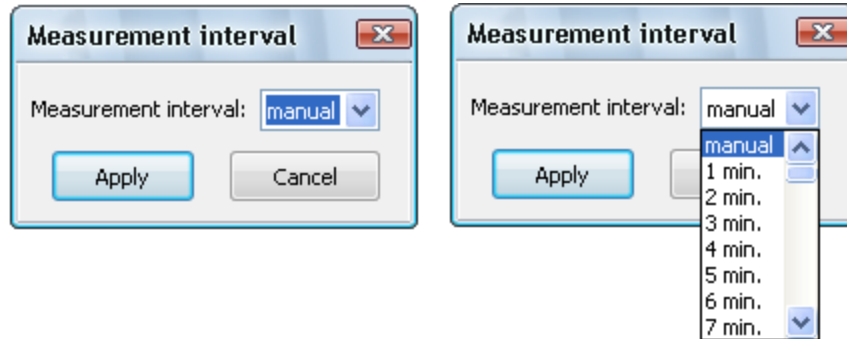 Measurement interval
Measurement interval: manual
Apply Cancel
Measurement interval
Measurement interval: manual
Apply
manual
1 min.
2 min.
3 min.
4 min.
5 min.
6 min.
7 min.